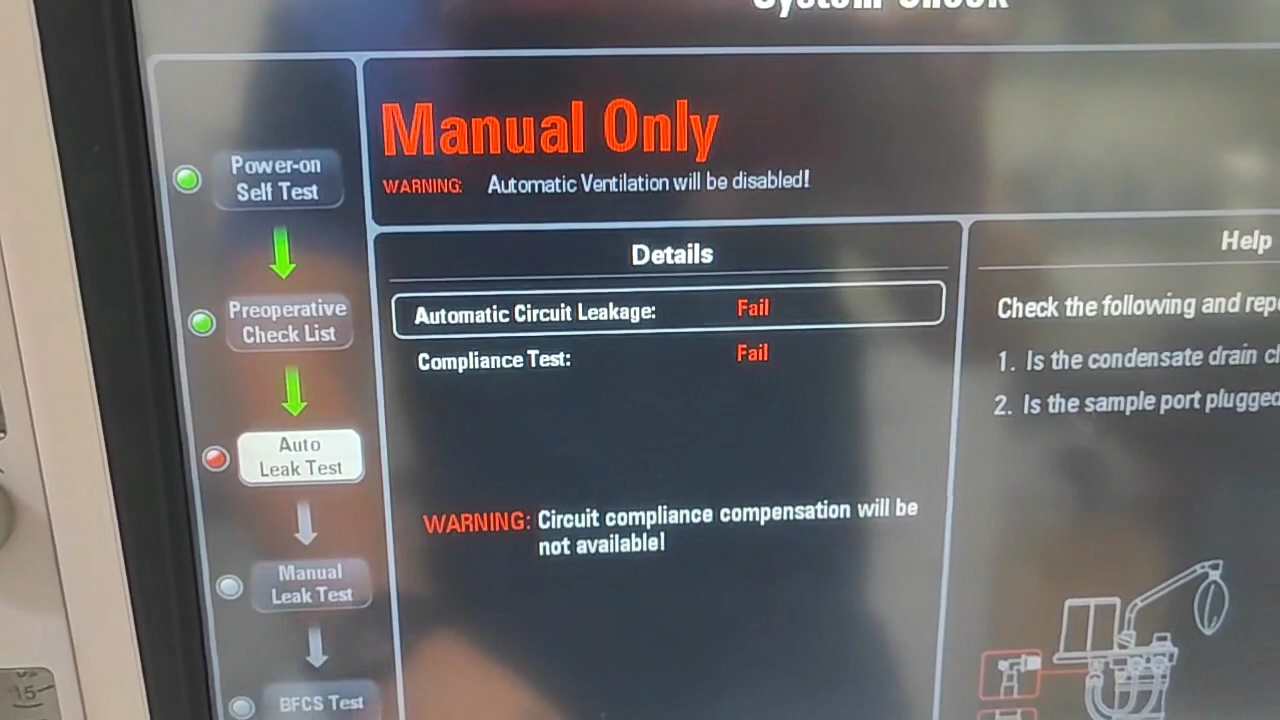 System Check
Manual Only
WARNING: Automatic Ventilation will be disabled!
Power-on
Self Test
Preoperative
Check List
Auto
Leak Test
Manual
Leak Test
BFCS Test
Details
Automatic Circuit Leakage: Fail
Compliance Test: Fail
WARNING: Circuit compliance compensation will be
not available!
Help
Check the following and rep
1. Is the condensate drain cl
2. Is the sample port plugged
15